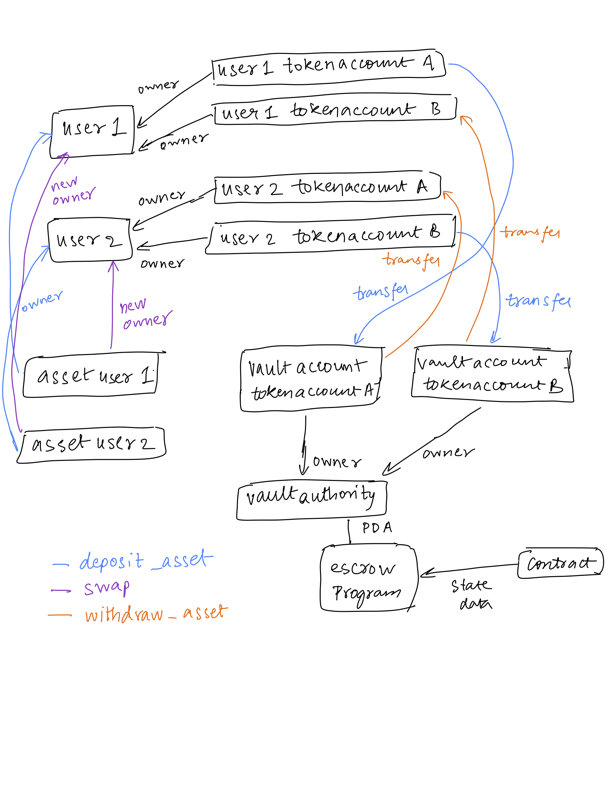 user 1 tokenaccount A
owner
user 1 tokenaccount B
user 1
owner
new
owner
user 2 tokenaccount A
owner
user 2 tokenaccount B
user 2
owner
transfer
transfer
owner
new
owner
transfer
transfer
asset user 1
vault account
tokenaccount A
vault account
tokenaccount B
asset user 2
owner
owner
vault authority
PDA
deposit_asset
swap
withdraw_asset
escrow
Program
contract
state
data